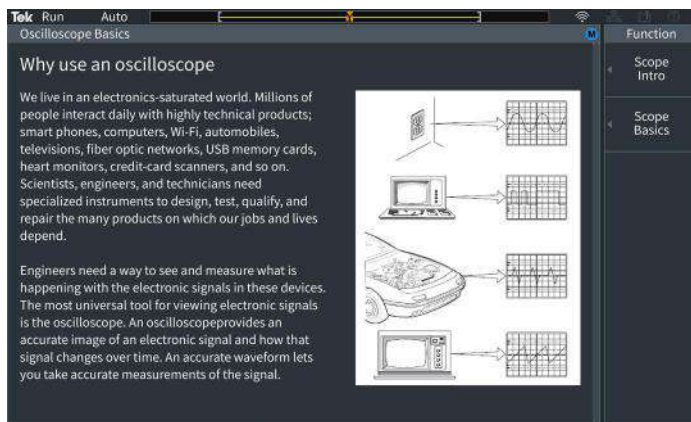 Tek Run Auto
Oscilloscope Basics
M
Function
Why use an oscilloscope
Scope
Intro
Scope
Basics
We live in an electronics-saturated world. Millions of
people interact daily with highly technical products;
smart phones, computers, Wi-Fi, automobiles,
televisions, fiber optic networks, USB memory cards,
heart monitors, credit-card scanners, and so on.
Scientists, engineers, and technicians need
specialized instruments to design, test, qualify, and
repair the many products on which our jobs and lives
depend.
Engineers need a way to see and measure what is
happening with the electronic signals in these devices.
The most universal tool for viewing electronic signals
is the oscilloscope. An oscilloscopeprovides an
accurate image of an electronic signal and how that
signal changes over time. An accurate waveform lets
you take accurate measurements of the signal.